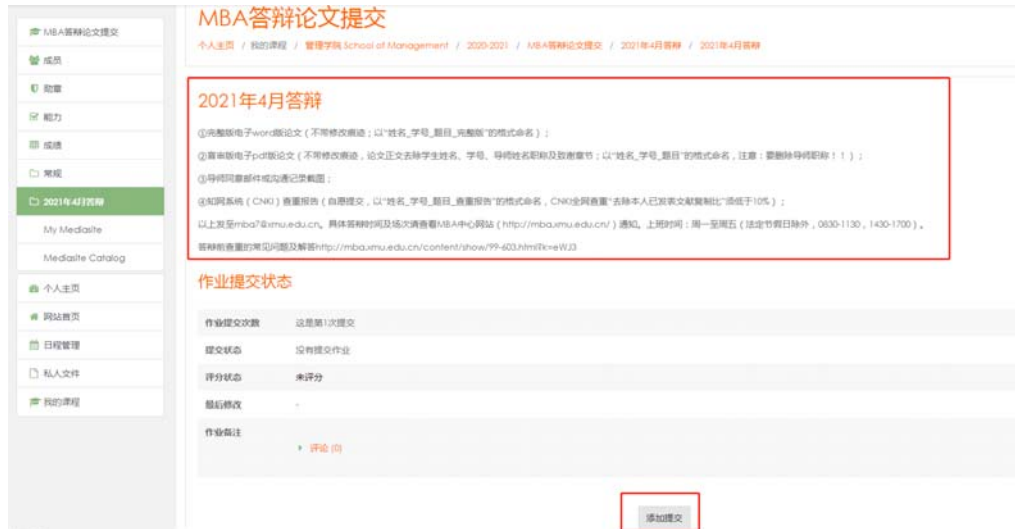 MBA答辩论文提交
成员
勋章
能力
成绩
常规
2021年4月答辩
My Mediasite
Mediasite Catalog
个人主页
网站首页
日程管理
私人文件
我的课程
MBA答辩论文提交
个人主页 / 我的课程 / 管理学院 School of Management / 2020-2021 / MBA答辩论文提交 / 2021年4月答辩 / 2021年4月答辩
2021年4月答辩
①完整版电子word版论文（不带修改痕迹；以“姓名_学号_题目_完整版”的格式命名）；
②盲审版电子pdf版论文（不带修改痕迹，论文正文去除学生姓名、学号、导师姓名职称及致谢章节；以“姓名_学号_题目”的格式命名，注意：要删除导师职称！！）；
③导师同意邮件或沟通记录截图；
④知网系统（CNKI）查重报告（自愿提交，以“姓名_学号_题目_查重报告”的格式命名，CNKI全网查重“去除本人已发表文献复制比”须低于10%）；
以上发至mba7@xmu.edu.cn。具体答辩时间及场次请查看MBA中心网站（http://mba.xmu.edu.cn/）通知。上班时间：周一至周五（法定节假日除外，0830-1130，1430-1700）。
答辩前查重的常见问题及解答http://mba.xmu.edu.cn/content/show/99-603.html?k=eWJ3
作业提交状态
作业提交次数 这是第1次提交
提交状态 没有提交作业
评分状态 未评分
最后修改 -
作业备注
评论 (0)
添加提交